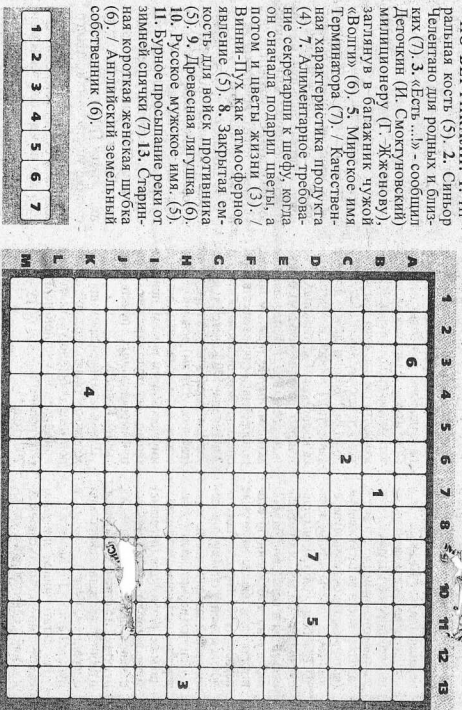 ральная кость (5). 2. Синьор
Челентано для родных и близ-
ких (7). 3. «Есть ...!» - сообщил
Деточкин (И. Смоктуновский)
милиционеру (Г. Жженову),
заглянув в багажник чужой
«Волги» (6). 5. Мирское имя
Терминатора (7). / Качествен-
ная характеристика продукта
(4). 7. Алиментарное требова-
ние секретарши к шефу, когда
он сначала подарил цветы, а
потом и цветы жизни (3). /
Винни-Пух как атмосферное
явление (5). 8. Закрытая ем-
кость для войск противника
(5). 9. Древесная лягушка (6).
10. Русское мужское имя. (5).
11. Бурное просыпание реки от
зимней спячки (7) 13. Старин-
ная короткая женская шубка
(6). / Английский земельный
собственник (6).
1 2 3 4 5 6 7
1 2 3 4 5 6 7 8 9 10 11 12 13
A 6
B 1
C 2
D 7 5
E
F
G
H 3
I
J
K 4
L
M